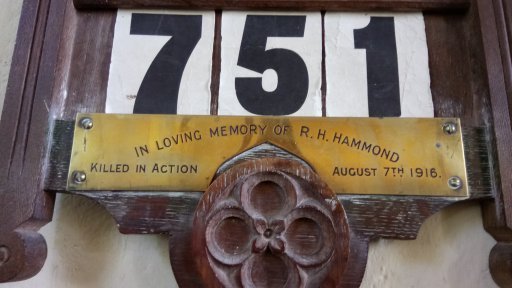 751
IN LOVING MEMORY OF R. H. HAMMOND
KILLED IN ACTION AUGUST 7TH 1916.